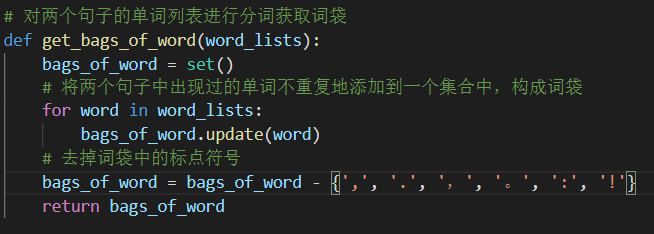 # 对两个句子的单词列表进行分词获取词袋
def get_bags_of_word(word_lists):
    bags_of_word = set()
    # 将两个句子中出现过的单词不重复地添加到一个集合中，构成词袋
    for word in word_lists:
        bags_of_word.update(word)
    # 去掉词袋中的标点符号
    bags_of_word = bags_of_word - {',', '.', '，', '。', ':', '!'}
    return bags_of_word